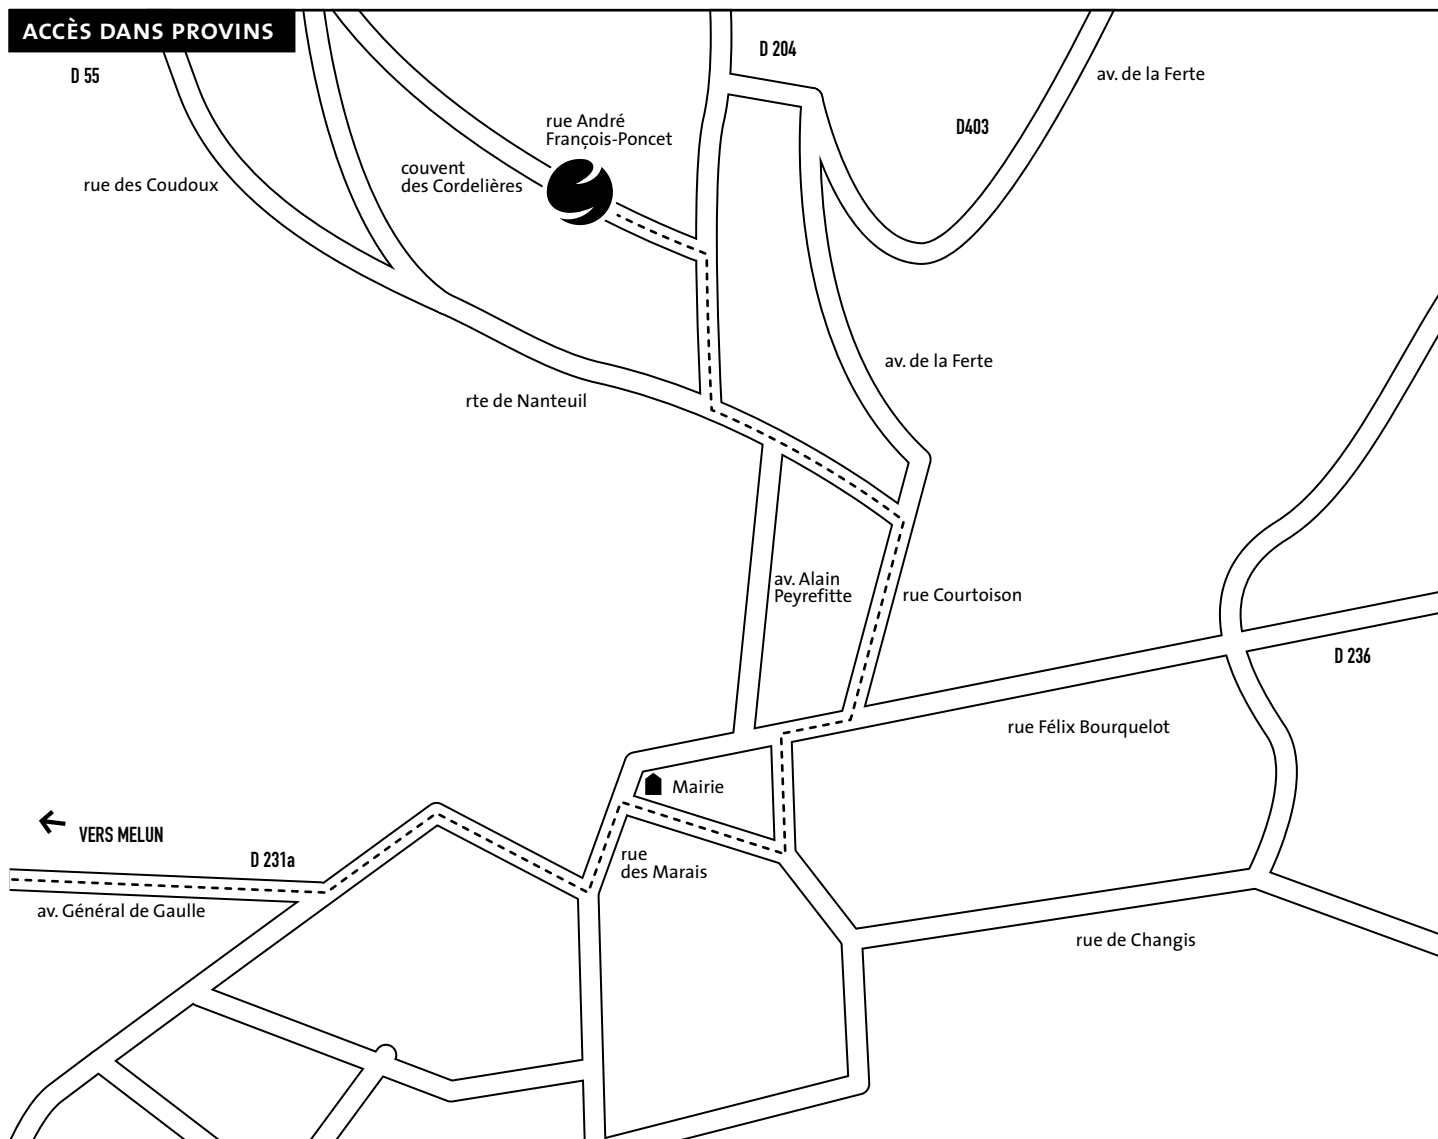 ACCÈS DANS PROVINS
D 204
D 55
av. de la Ferte
rue André
François-Poncet
D403
couvent
des Cordelières
rue des Coudoux
av. de la Ferte
rte de Nanteuil
av. Alain
Peyrefitte
rue Courtoison
D 236
rue Félix Bourquelot
Mairie
VERS MELUN
D 231a
rue
des Marais
av. Général de Gaulle
rue de Changis